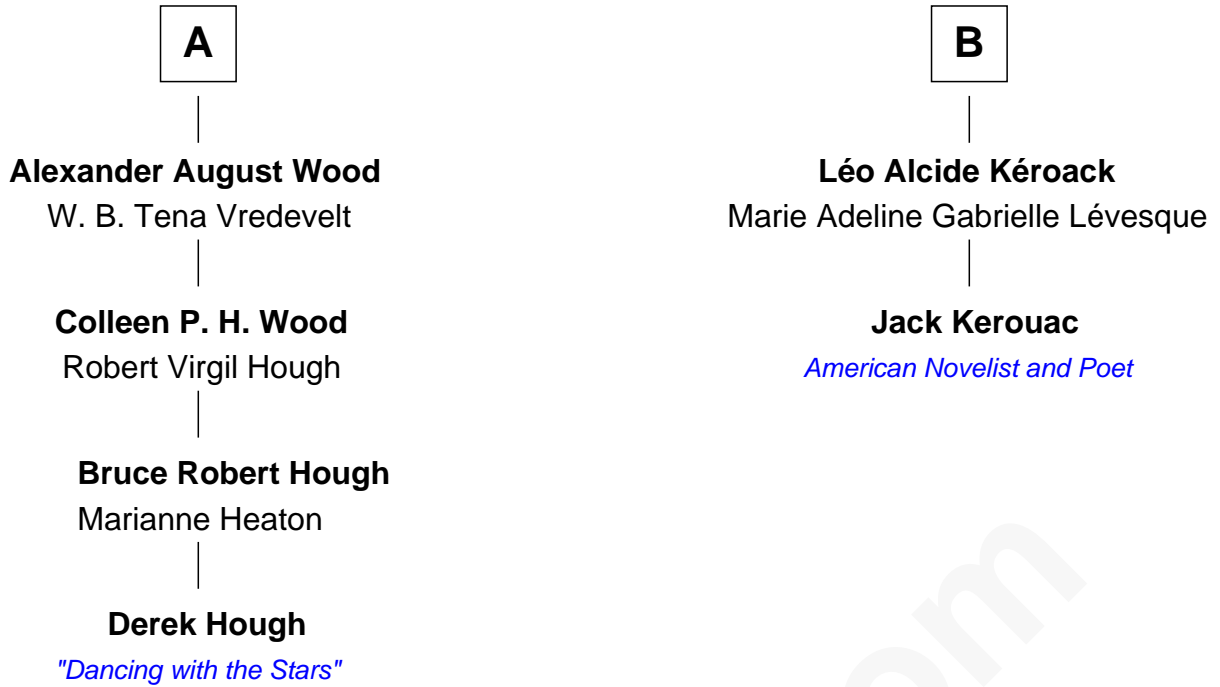 A
Alexander August Wood
W. B. Tena Vredevelt
Colleen P. H. Wood
Robert Virgil Hough
Bruce Robert Hough
Marianne Heaton
Derek Hough
"Dancing with the Stars"
B
Léo Alcide Kéroack
Marie Adeline Gabrielle Lévesque
Jack Kerouac
American Novelist and Poet